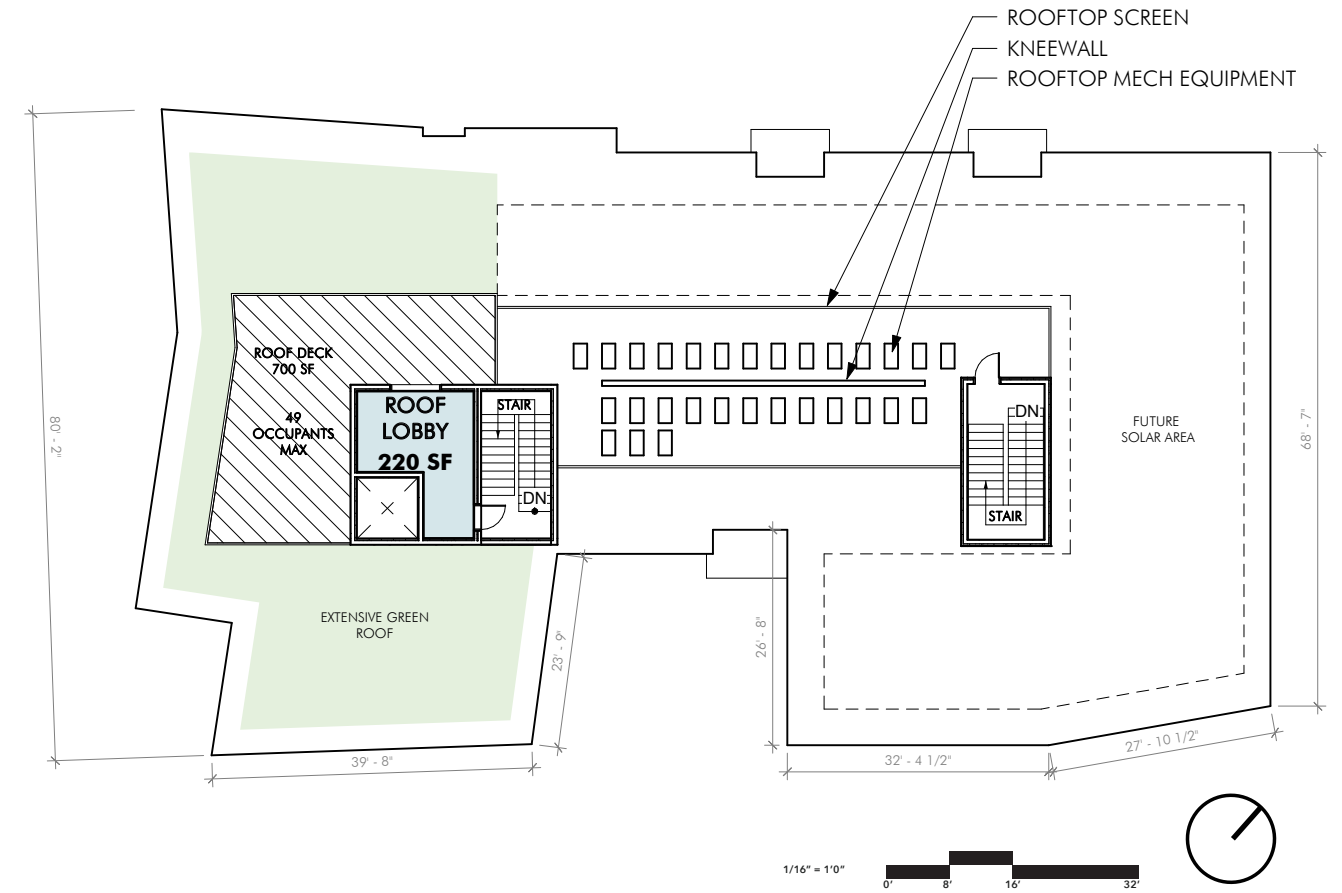 ROOFTOP SCREEN
KNEEWALL
ROOFTOP MECH EQUIPMENT
ROOF DECK
700 SF
49
OCCUPANTS
MAX
ROOF
LOBBY
220 SF
STAIR
DN
DN
STAIR
FUTURE
SOLAR AREA
EXTENSIVE GREEN
ROOF
80' - 2"
68' - 7"
23' - 9"
26' - 8"
39' - 8"
32' - 4 1/2"
27' - 10 1/2"
1/16" = 1'0"
0' 8' 16' 32'